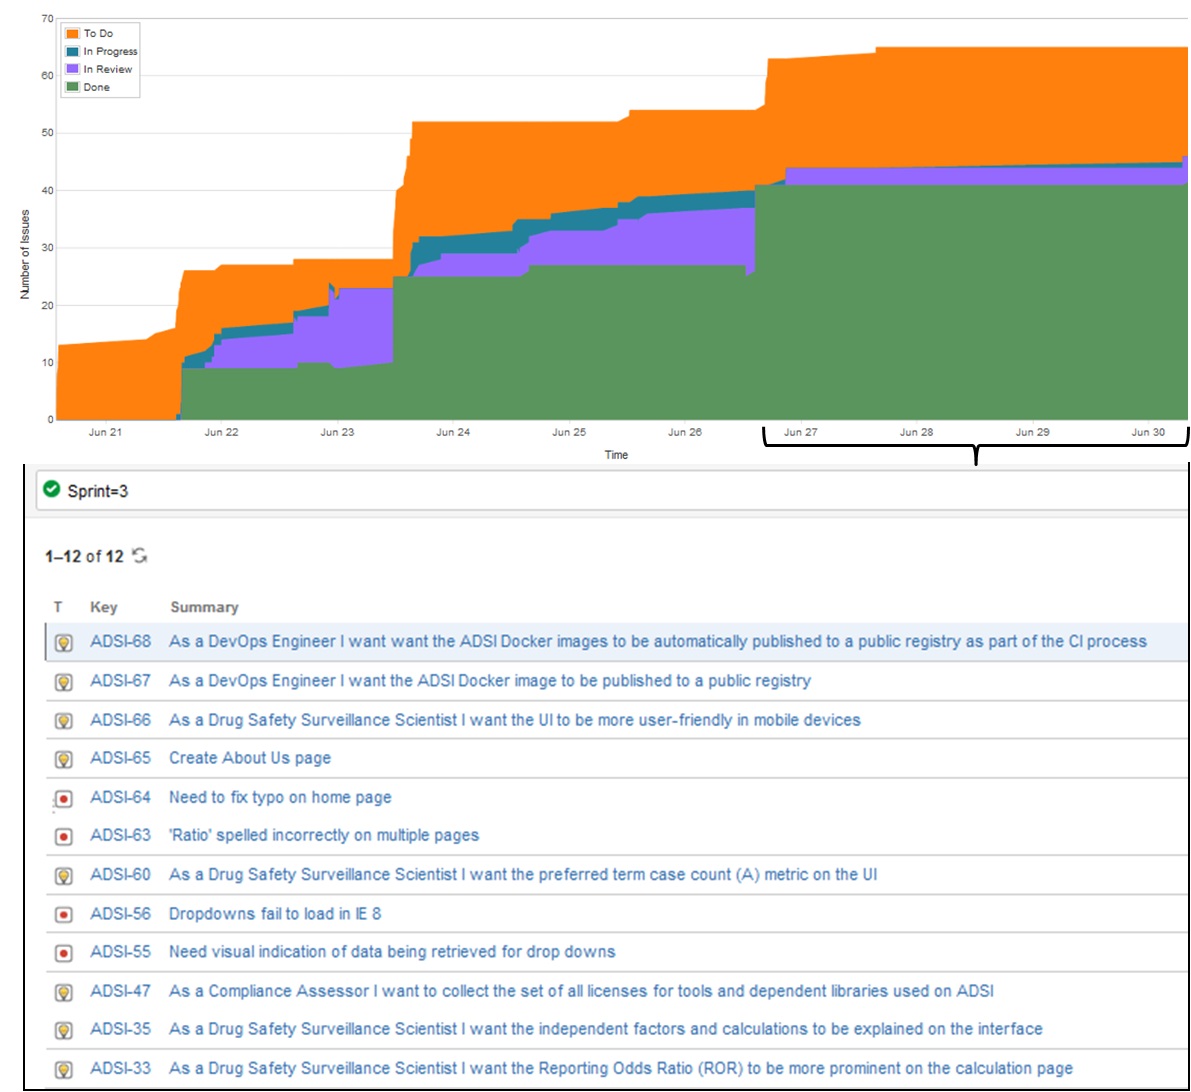 70
60
50
40
30
20
10
0
Number of Issues
To Do
In Progress
In Review
Done
Jun 21 Jun 22 Jun 23 Jun 24 Jun 25 Jun 26 Jun 27 Jun 28 Jun 29 Jun 30
Time
Sprint=3
1–12 of 12
T Key Summary
ADSI-68 As a DevOps Engineer I want want the ADSI Docker images to be automatically published to a public registry as part of the CI process
ADSI-67 As a DevOps Engineer I want the ADSI Docker image to be published to a public registry
ADSI-66 As a Drug Safety Surveillance Scientist I want the UI to be more user-friendly in mobile devices
ADSI-65 Create About Us page
ADSI-64 Need to fix typo on home page
ADSI-63 'Ratio' spelled incorrectly on multiple pages
ADSI-60 As a Drug Safety Surveillance Scientist I want the preferred term case count (A) metric on the UI
ADSI-56 Dropdowns fail to load in IE 8
ADSI-55 Need visual indication of data being retrieved for drop downs
ADSI-47 As a Compliance Assessor I want to collect the set of all licenses for tools and dependent libraries used on ADSI
ADSI-35 As a Drug Safety Surveillance Scientist I want the independent factors and calculations to be explained on the interface
ADSI-33 As a Drug Safety Surveillance Scientist I want the Reporting Odds Ratio (ROR) to be more prominent on the calculation page